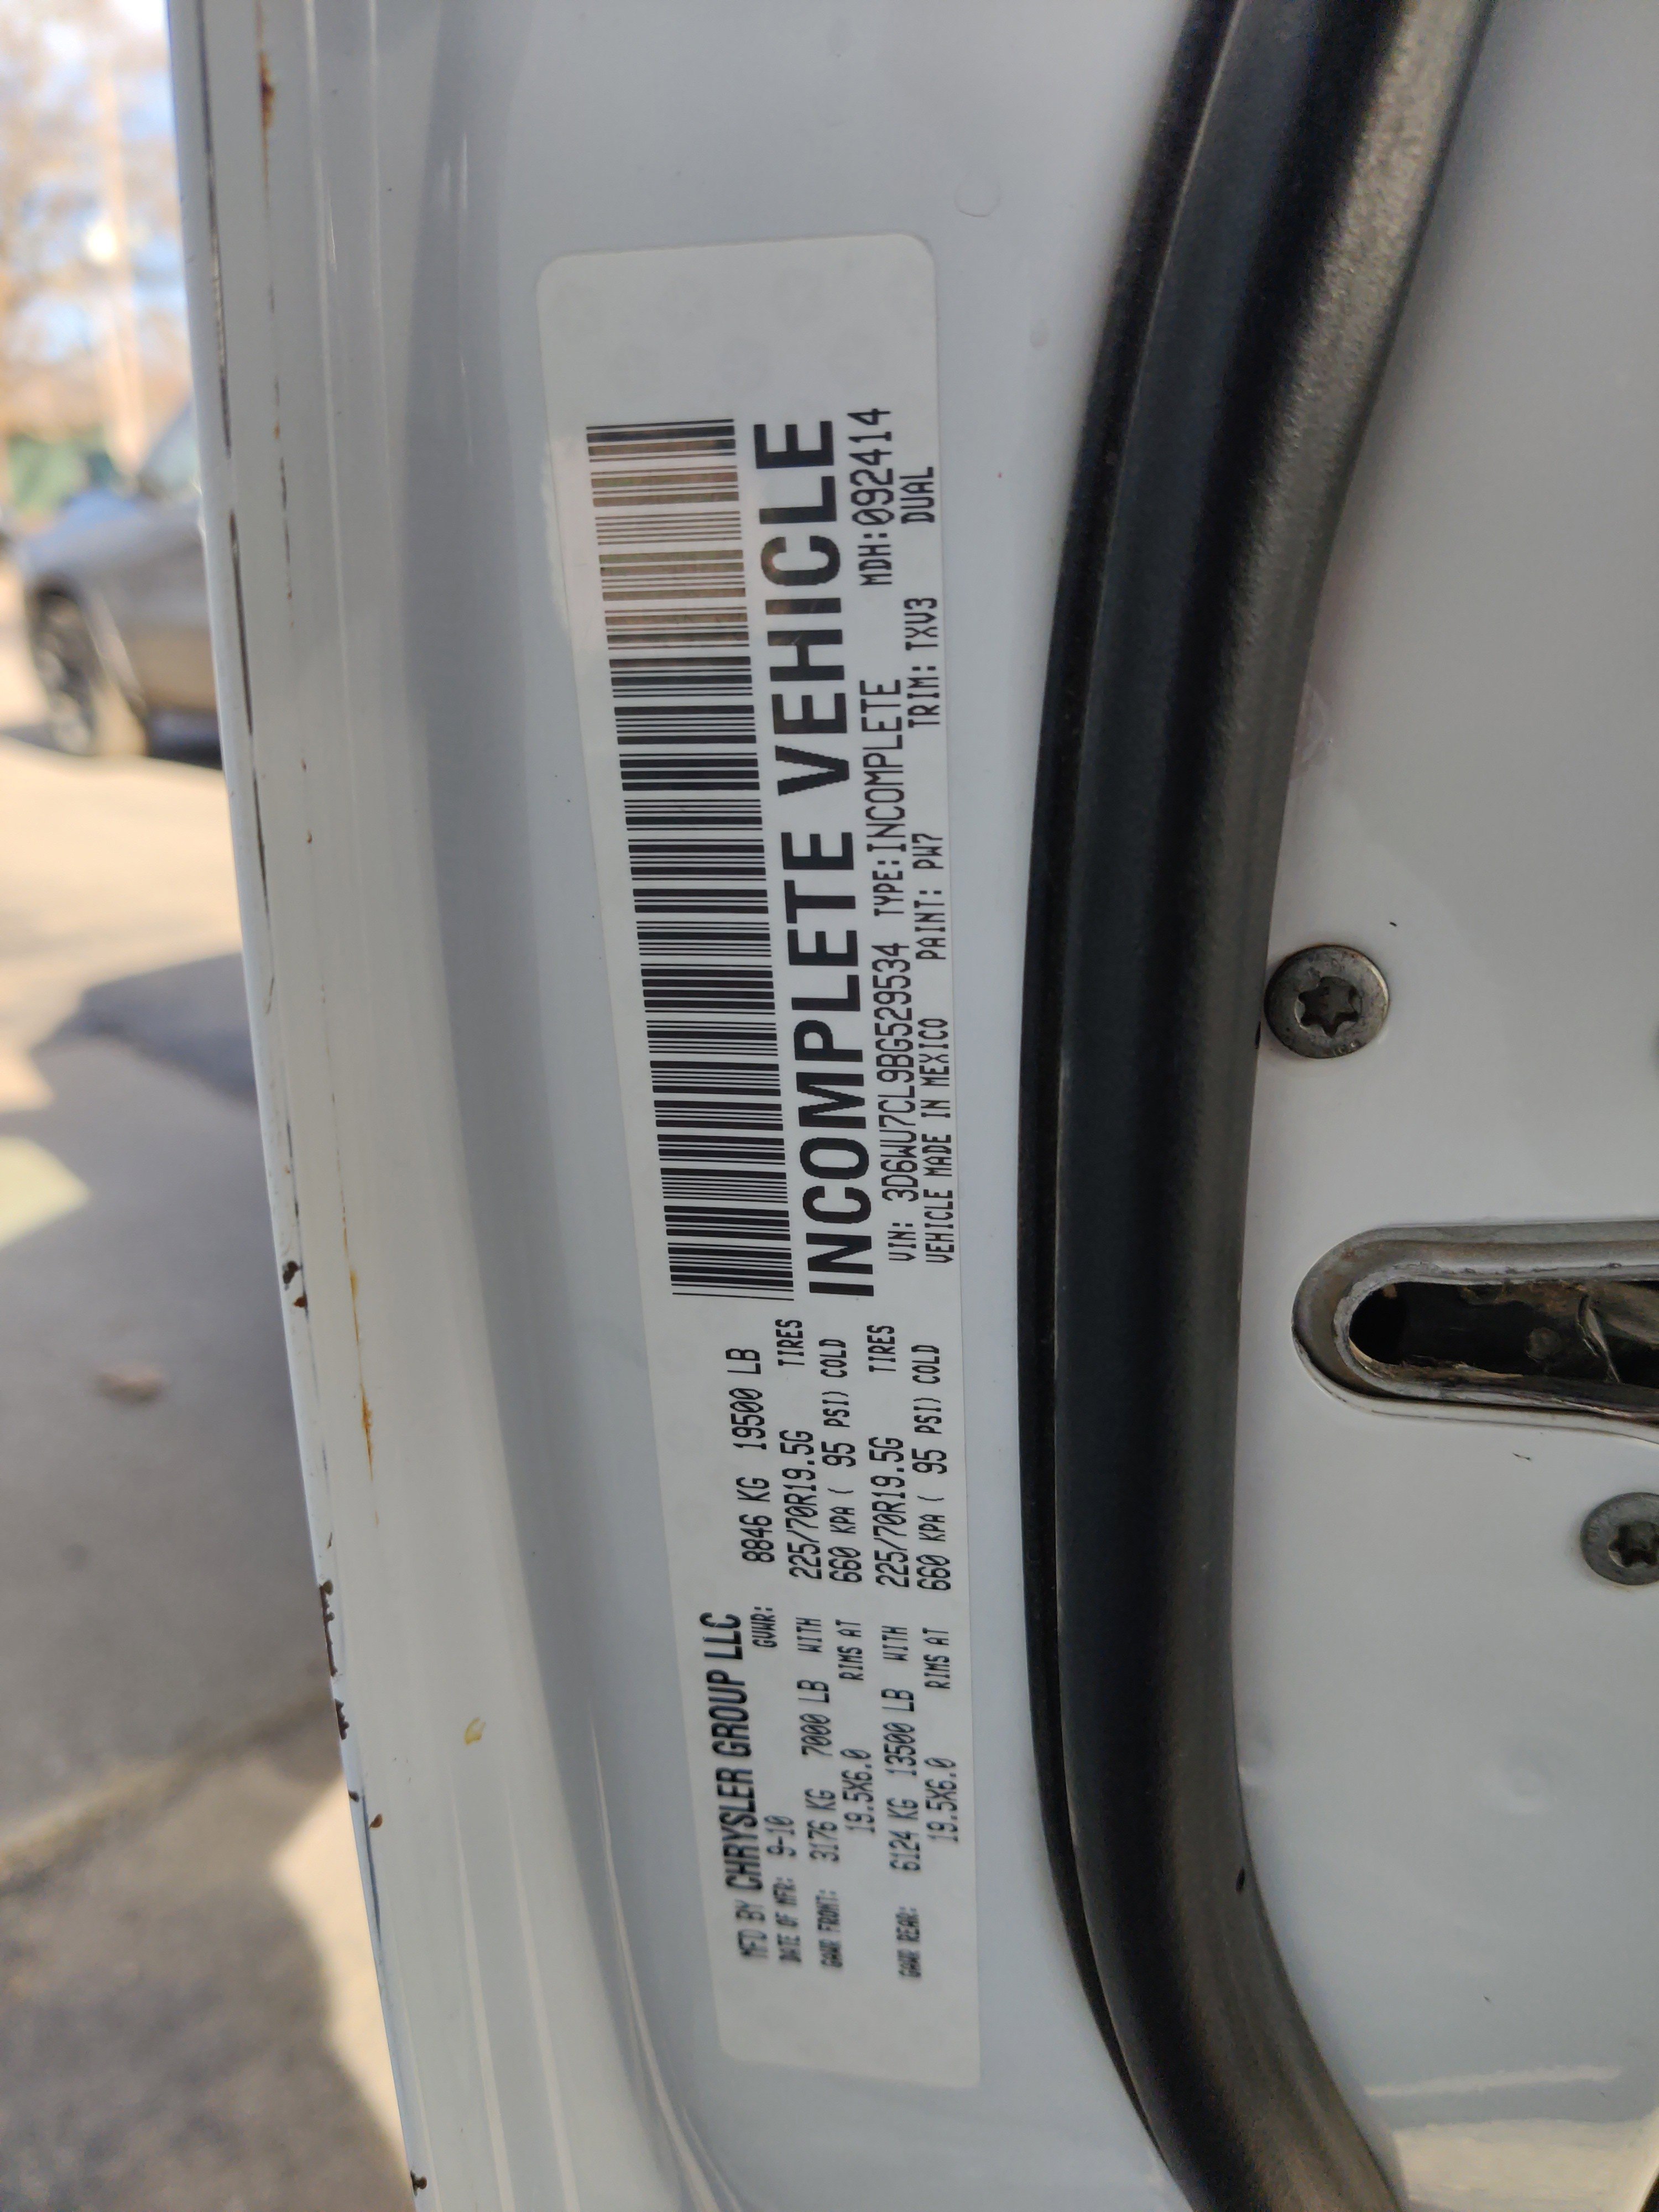 MFD BY CHRYSLER GROUP LLC
DATE OF MFR: 9-10 GVWR: 8846 KG 19500 LB
GAWR FRONT: 3176 KG 7000 LB WITH 225/70R19.5G TIRES
19.5X6.0 RIMS AT 660 KPA ( 95 PSI) COLD
GAWR REAR: 6124 KG 13500 LB WITH 225/70R19.5G TIRES
19.5X6.0 RIMS AT 660 KPA ( 95 PSI) COLD
INCOMPLETE VEHICLE
VIN: 3D6WU7CL9BG529534 TYPE:INCOMPLETE MDH:092414
VEHICLE MADE IN MEXICO PAINT: PW7 TRIM: TXV3 DUAL